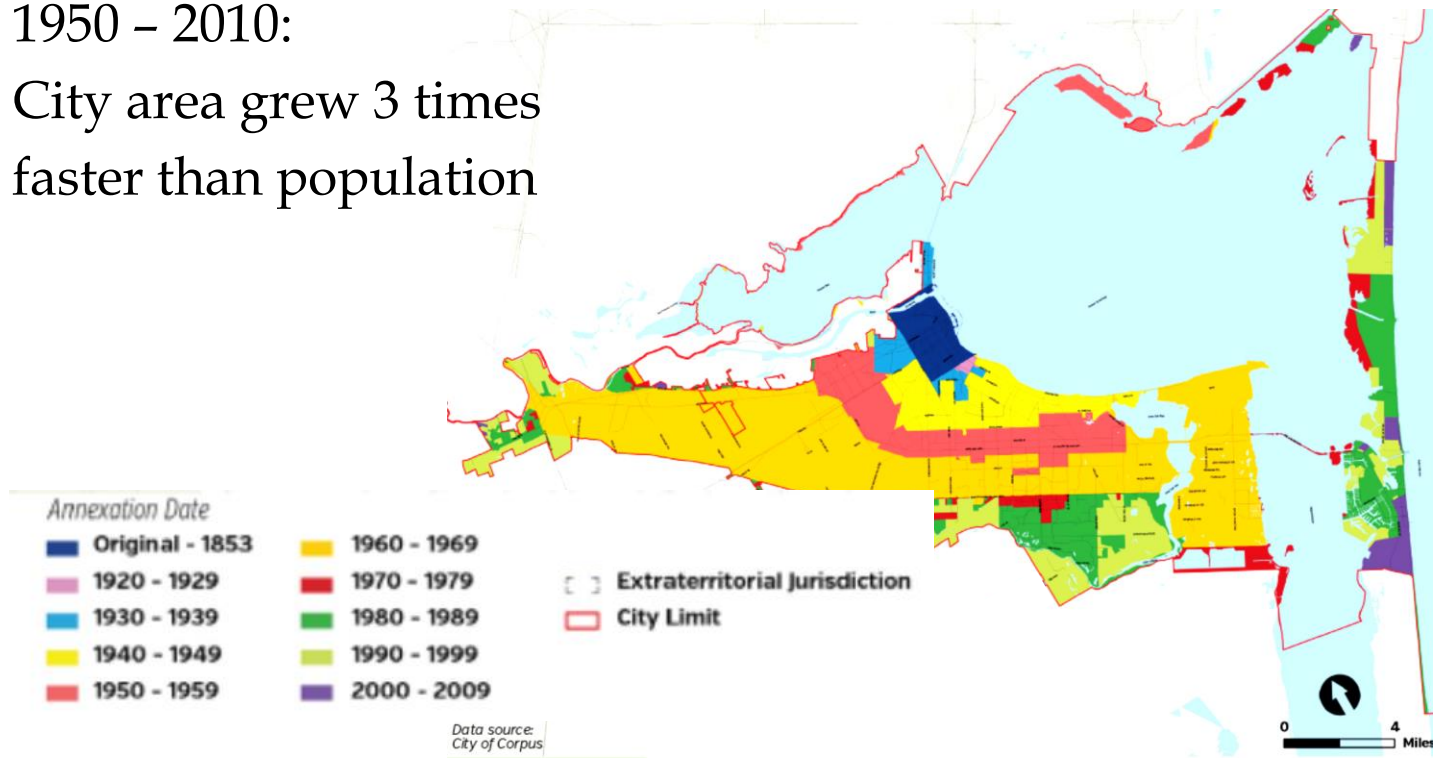 1950 – 2010:
City area grew 3 times
faster than population
Annexation Date
Original - 1853
1920 - 1929
1930 - 1939
1940 - 1949
1950 - 1959
1960 - 1969
1970 - 1979
1980 - 1989
1990 - 1999
2000 - 2009
Extraterritorial Jurisdiction
City Limit
Data source:
City of Corpus
0 4
Miles